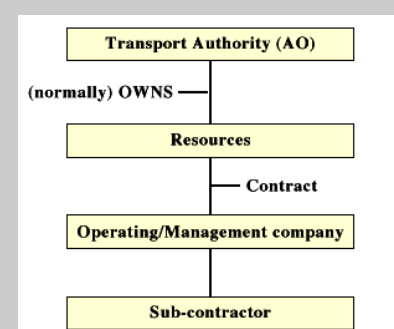 Transport Authority (AO)
(normally) OWNS
Resources
Contract
Operating/Management company
Sub-contractor